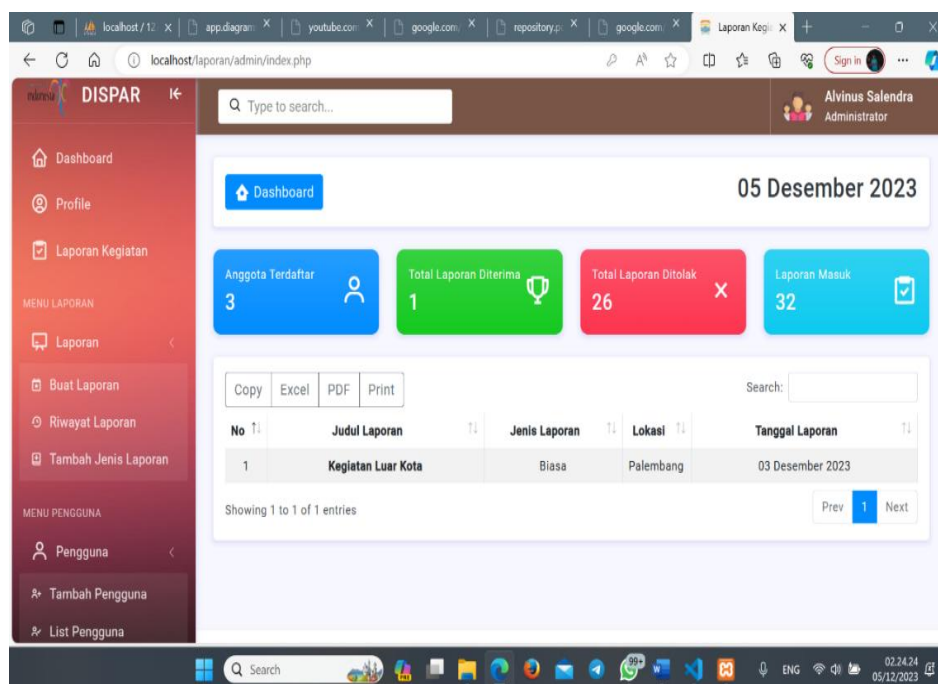 localhost / 12
app.diagram
youtube.com
google.com
repository.p
google.com
Laporan Kegi
localhost/laporan/admin/index.php
Sign in
DISPAR
Type to search...
Alvinus Salendra
Administrator
Dashboard
Profile
Laporan Kegiatan
MENU LAPORAN
Laporan
Buat Laporan
Riwayat Laporan
Tambah Jenis Laporan
MENU PENGGUNA
Pengguna
Tambah Pengguna
List Pengguna
Dashboard
05 Desember 2023
Anggota Terdaftar
3
Total Laporan Diterima
1
Total Laporan Ditolak
26
Laporan Masuk
32
Copy Excel PDF Print
Search:
No Judul Laporan Jenis Laporan Lokasi Tanggal Laporan
1 Kegiatan Luar Kota Biasa Palembang 03 Desember 2023
Showing 1 to 1 of 1 entries
Prev 1 Next
Search
99+
ENG
02.24.24
05/12/2023